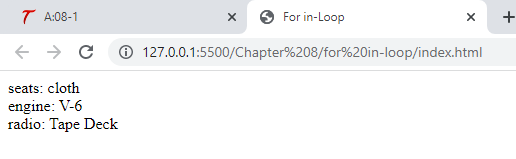 A:08-1
For in-Loop
127.0.0.1:5500/Chapter%208/for%20in-loop/index.html
seats: cloth
engine: V-6
radio: Tape Deck